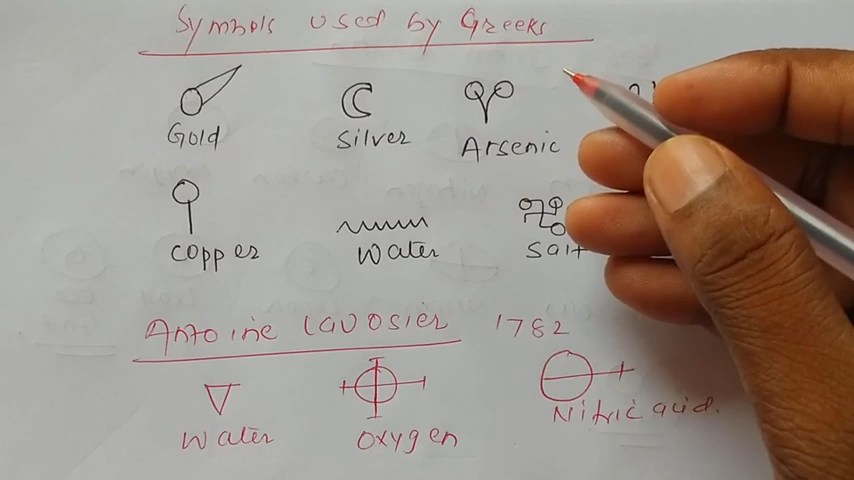 Symbols used by Greeks
Gold
Silver
Arsenic
Copper
Water
Salt
Antoine Lavosier 1782
Water
Oxygen
Nitric acid.